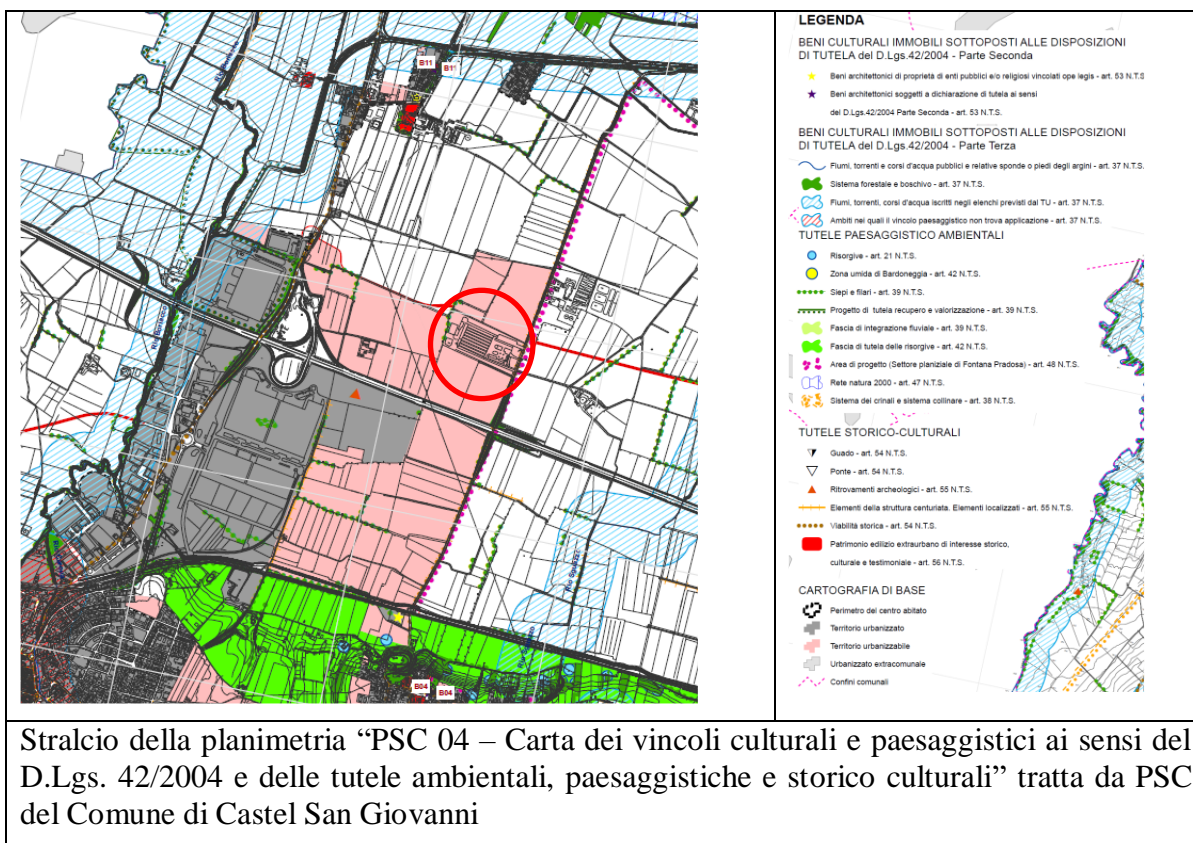 B11
B11
Rio Boriacco
Rio
B04
B04
LEGENDA
BENI CULTURALI IMMOBILI SOTTOPOSTI ALLE DISPOSIZIONI
DI TUTELA del D.Lgs.42/2004 - Parte Seconda
Beni architettonici di proprietà di enti pubblici e/o religiosi vincolati ope legis - art. 53 N.T.S
Beni architettonici soggetti a dichiarazione di tutela ai sensi
del D.Lgs.42/2004 Parte Seconda - art. 53 N.T.S.
BENI CULTURALI IMMOBILI SOTTOPOSTI ALLE DISPOSIZIONI
DI TUTELA del D.Lgs.42/2004 - Parte Terza
Fiumi, torrenti e corsi d'acqua pubblici e relative sponde o piedi degli argini - art. 37 N.T.S.
Sistema forestale e boschivo - art. 37 N.T.S.
Fiumi, torrenti, corsi d'acqua iscritti negli elenchi previsti dal TU - art. 37 N.T.S.
Ambiti nei quali il vincolo paesaggistico non trova applicazione - art. 37 N.T.S.
TUTELE PAESAGGISTICO AMBIENTALI
Risorgive - art. 21 N.T.S.
Zona umida di Bardoneggia - art. 42 N.T.S.
Siepi e filari - art. 39 N.T.S.
Progetto di tutela recupero e valorizzazione - art. 39 N.T.S.
Fascia di integrazione fluviale - art. 39 N.T.S.
Fascia di tutela delle risorgive - art. 42 N.T.S.
Area di progetto (Settore planiziale di Fontana Pradosa) - art. 48 N.T.S.
Rete natura 2000 - art. 47 N.T.S.
Sistema dei crinali e sistema collinare - art. 38 N.T.S.
TUTELE STORICO-CULTURALI
Guado - art. 54 N.T.S.
Ponte - art. 54 N.T.S.
Ritrovamenti archeologici - art. 55 N.T.S.
Elementi della struttura centuriata. Elementi localizzati - art. 55 N.T.S.
Viabilità storica - art. 54 N.T.S.
Patrimonio edilizio extraurbano di interesse storico,
culturale e testimoniale - art. 56 N.T.S.
CARTOGRAFIA DI BASE
Perimetro del centro abitato
Territorio urbanizzato
Territorio urbanizzabile
Urbanizzato extracomunale
Confini comunali
Stralcio della planimetria “PSC 04 – Carta dei vincoli culturali e paesaggistici ai sensi del
D.Lgs. 42/2004 e delle tutele ambientali, paesaggistiche e storico culturali” tratta da PSC
del Comune di Castel San Giovanni